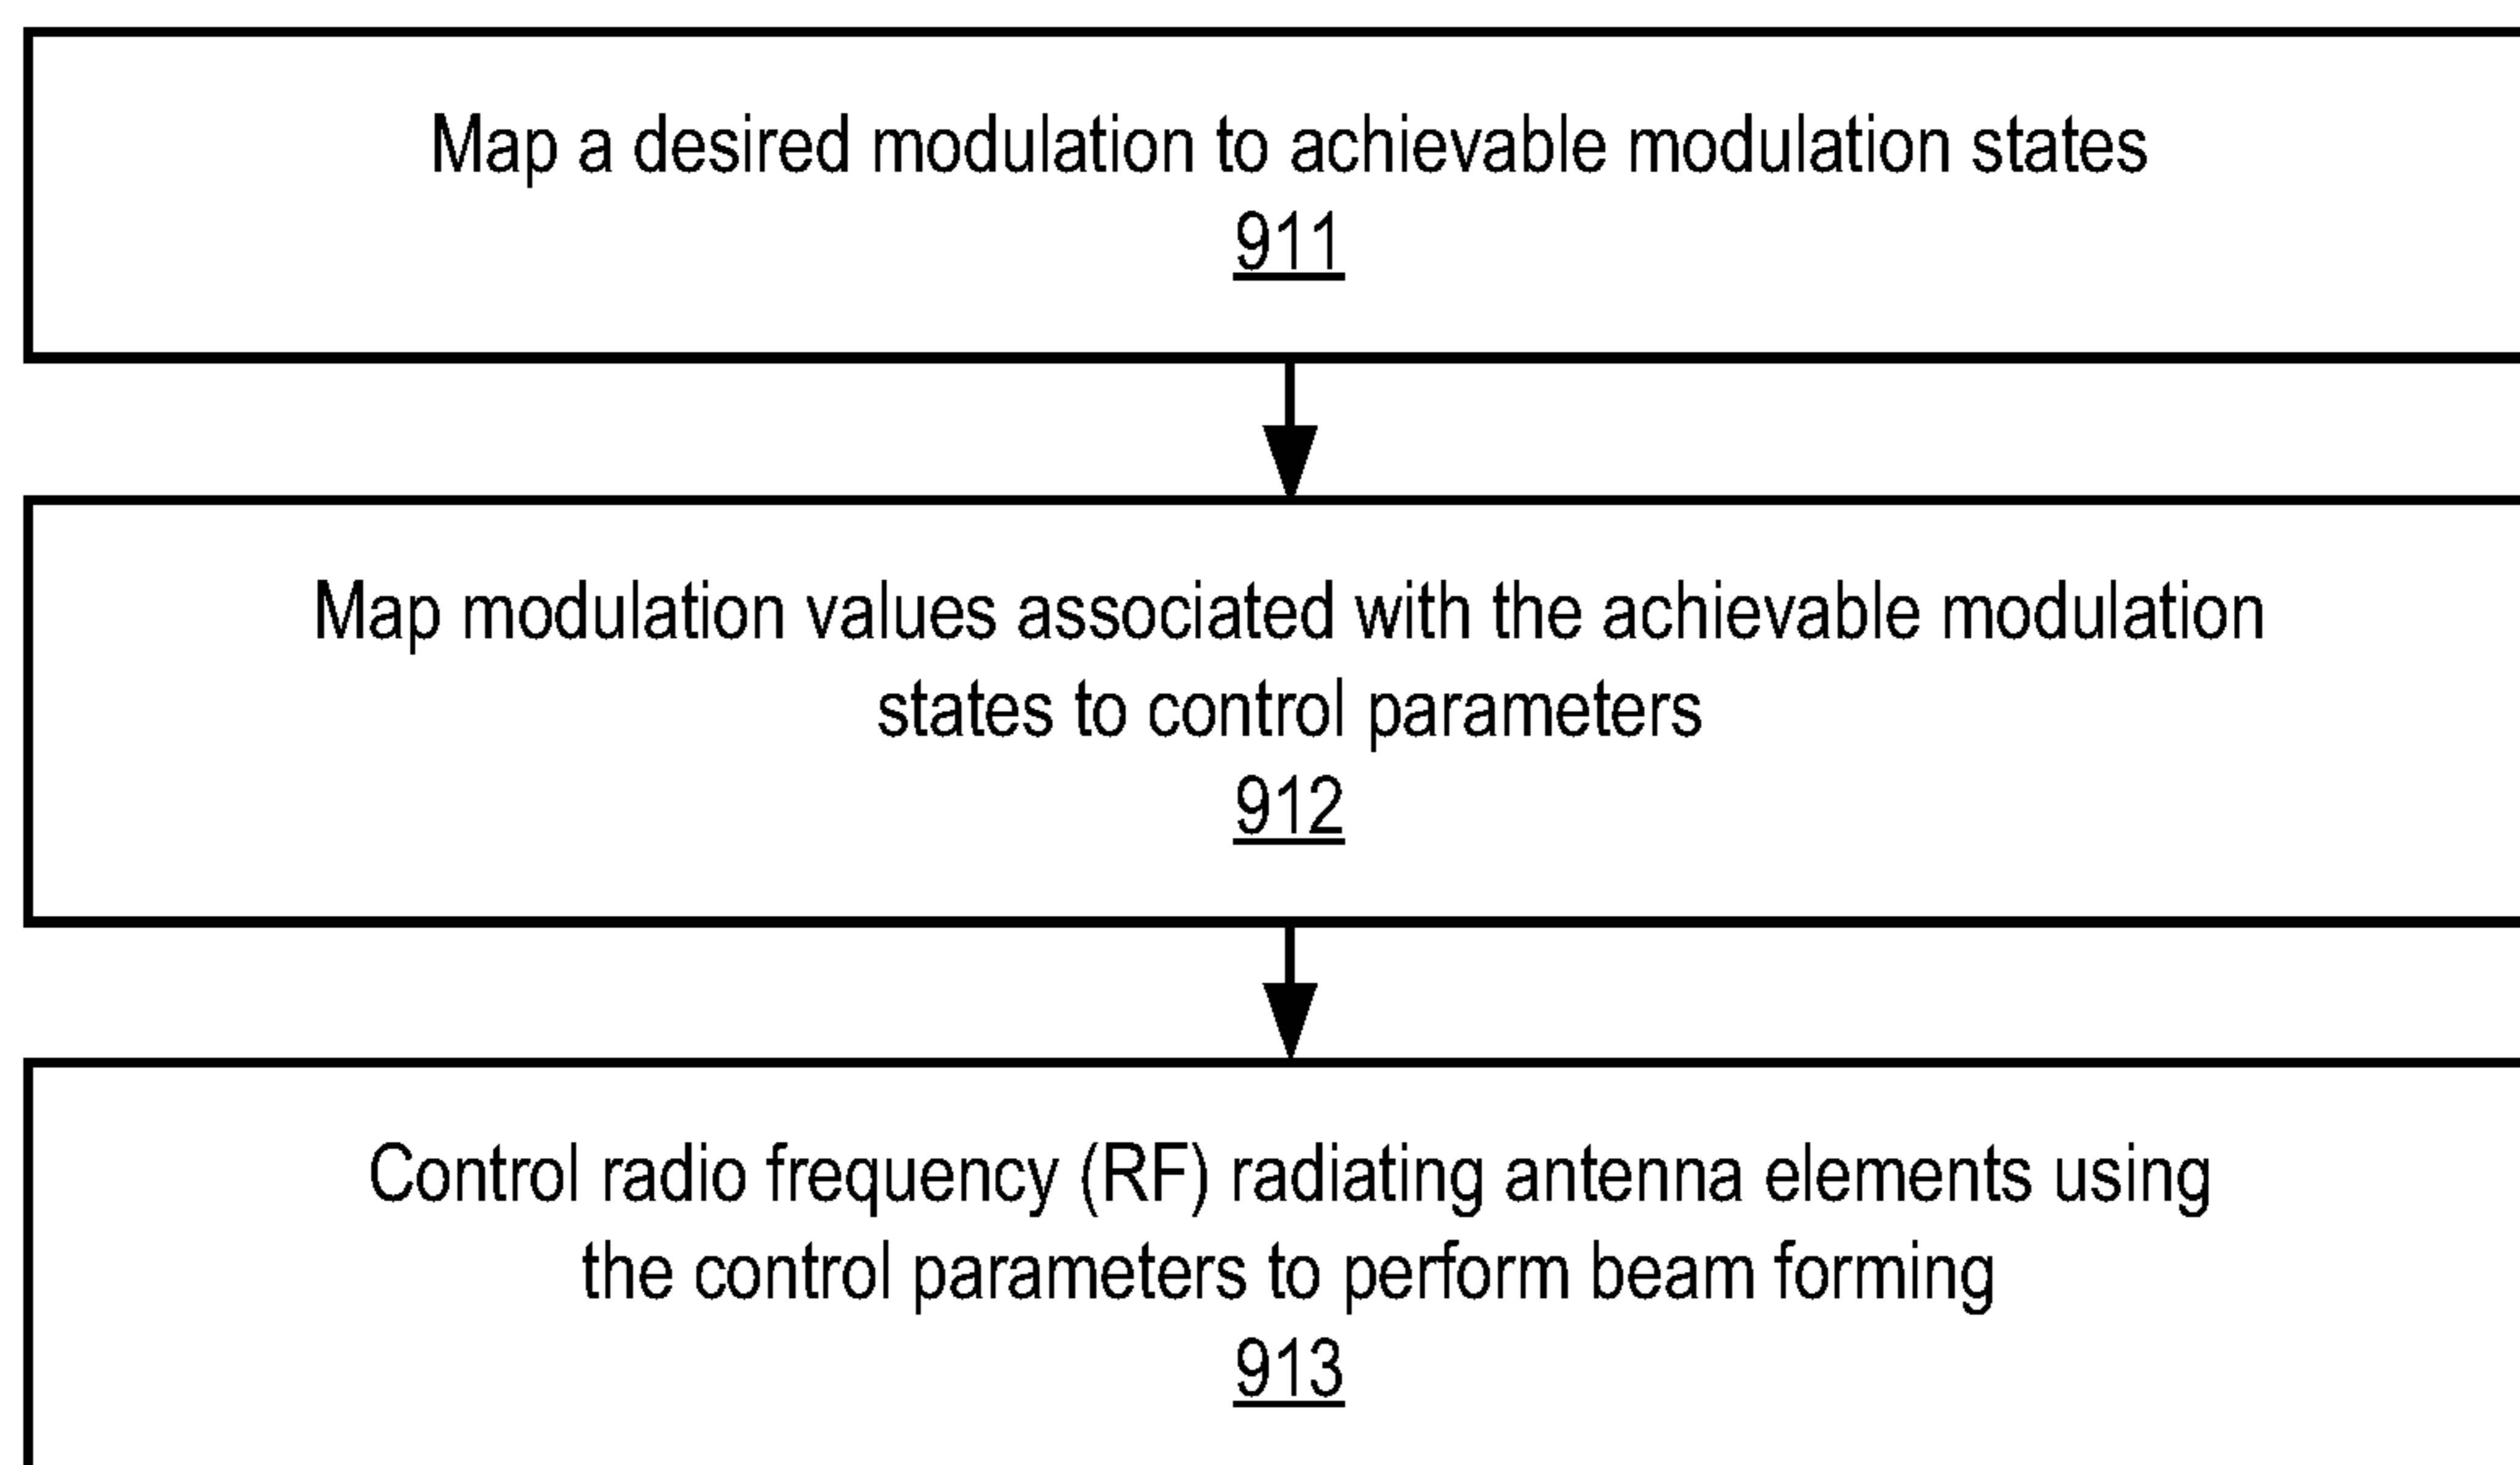 Map a desired modulation to achievable modulation states
911
Map modulation values associated with the achievable modulation
states to control parameters
912
Control radio frequency (RF) radiating antenna elements using
the control parameters to perform beam forming
913